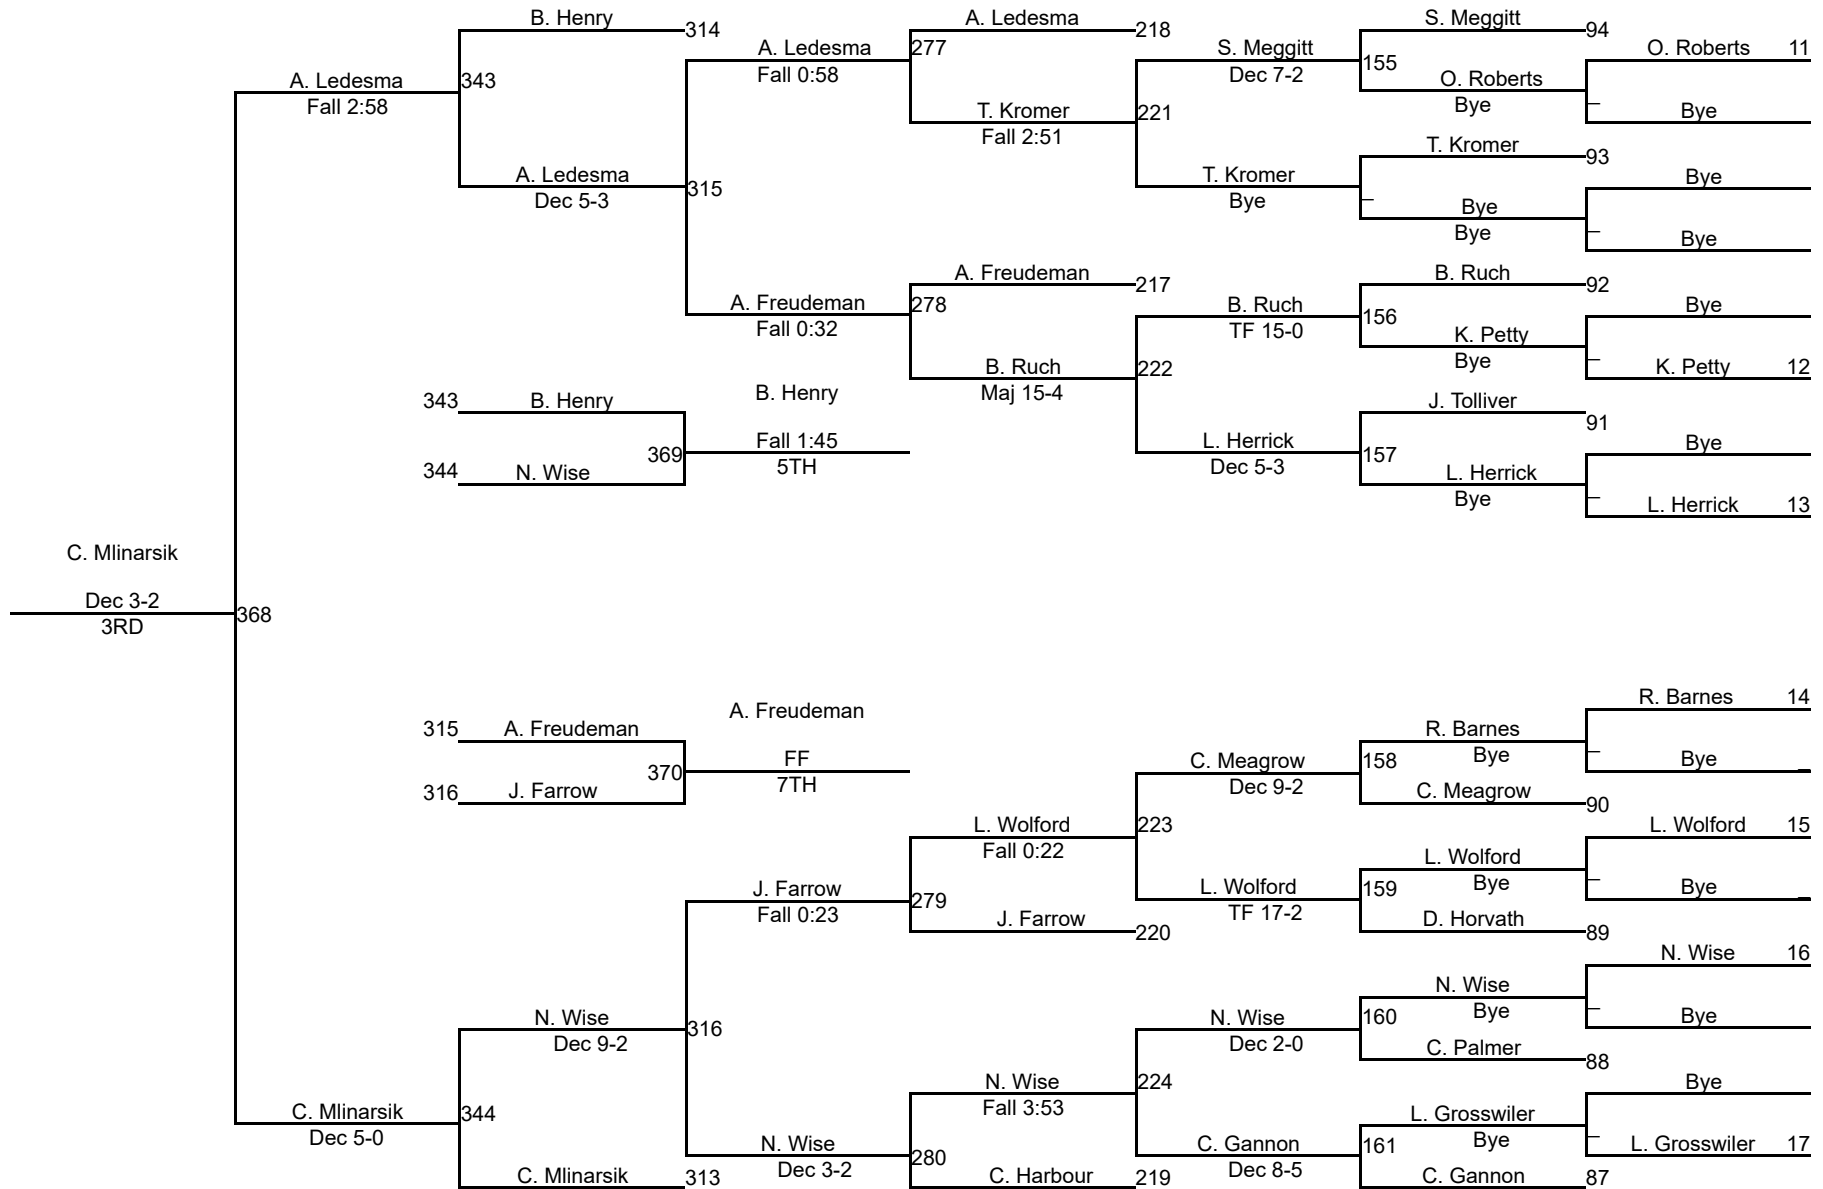 B. Henry
314
A. Ledesma
218
S. Meggitt
94
A. Ledesma
Fall 0:58
277
S. Meggitt
Dec 7-2
155
O. Roberts 11
A. Ledesma
Fall 2:58
343
O. Roberts
Bye
Bye
T. Kromer
Fall 2:51
221
T. Kromer
93
A. Ledesma
Dec 5-3
315
T. Kromer
Bye
Bye
Bye
Bye
Bye
A. Freudeman
217
B. Ruch
92
A. Freudeman
Fall 0:32
278
B. Ruch
TF 15-0
156
Bye
K. Petty
Bye
K. Petty 12
B. Ruch
Maj 15-4
222
343
B. Henry
B. Henry
J. Tolliver
91
369
Fall 1:45
5TH
L. Herrick
Dec 5-3
157
Bye
344
N. Wise
L. Herrick
Bye
L. Herrick 13
C. Mlinarsik
Dec 3-2
3RD
368
R. Barnes 14
A. Freudeman
315
A. Freudeman
R. Barnes
Bye
370
FF
7TH
C. Meagrow
Dec 9-2
158
Bye
316
J. Farrow
C. Meagrow
90
L. Wolford
Fall 0:22
223
L. Wolford 15
L. Wolford
Bye
J. Farrow
Fall 0:23
279
L. Wolford
TF 17-2
159
Bye
J. Farrow
220
D. Horvath
89
N. Wise 16
N. Wise
Bye
N. Wise
Dec 9-2
316
N. Wise
Dec 2-0
160
Bye
C. Palmer
88
N. Wise
Fall 3:53
224
Bye
C. Mlinarsik
Dec 5-0
344
L. Grosswiler
Bye
N. Wise
Dec 3-2
280
C. Gannon
Dec 8-5
161
L. Grosswiler 17
C. Mlinarsik
313
C. Harbour
219
C. Gannon
87